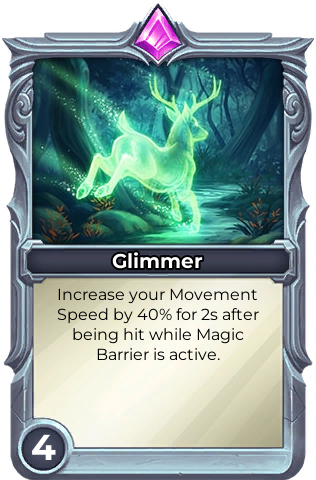 Glimmer
Increase your Movement
Speed by 40% for 2s after
being hit while Magic
Barrier is active.
4